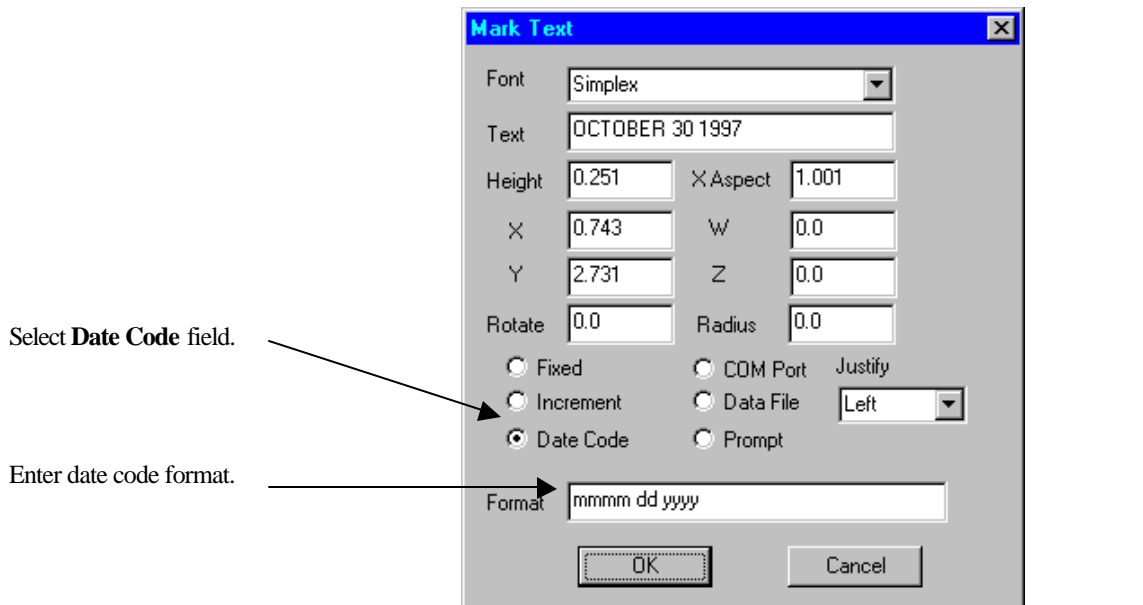 Mark Text
Font Simplex
Text OCTOBER 30 1997
Height 0.251 X Aspect 1.001
X 0.743 W 0.0
Y 2.731 Z 0.0
Rotate 0.0 Radius 0.0
Select Date Code field.
Fixed COM Port Justify
Increment Data File Left
Date Code Prompt
Enter date code format.
Format mmmm dd yyyy
OK Cancel